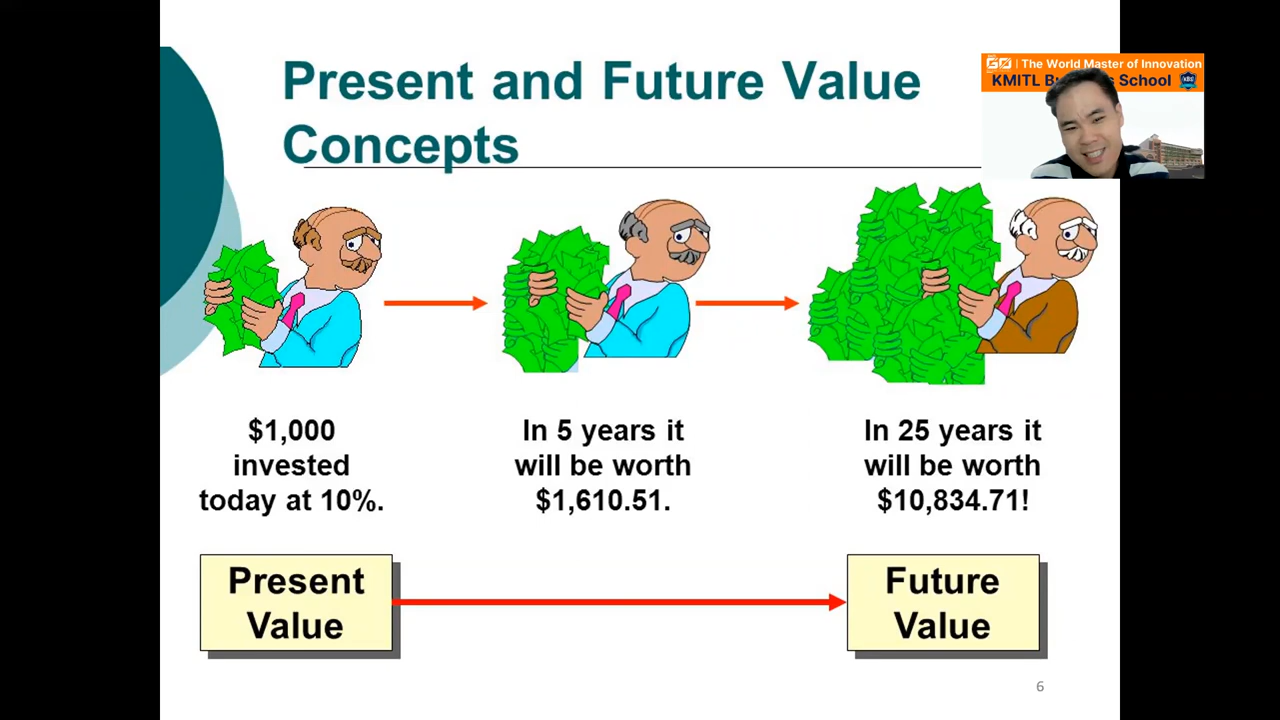 Present and Future Value
Concepts
GO | The World Master of Innovation
KMITL B s School
$1,000
invested
today at 10%.
In 5 years it
will be worth
$1,610.51.
In 25 years it
will be worth
$10,834.71!
Present
Value
Future
Value
6